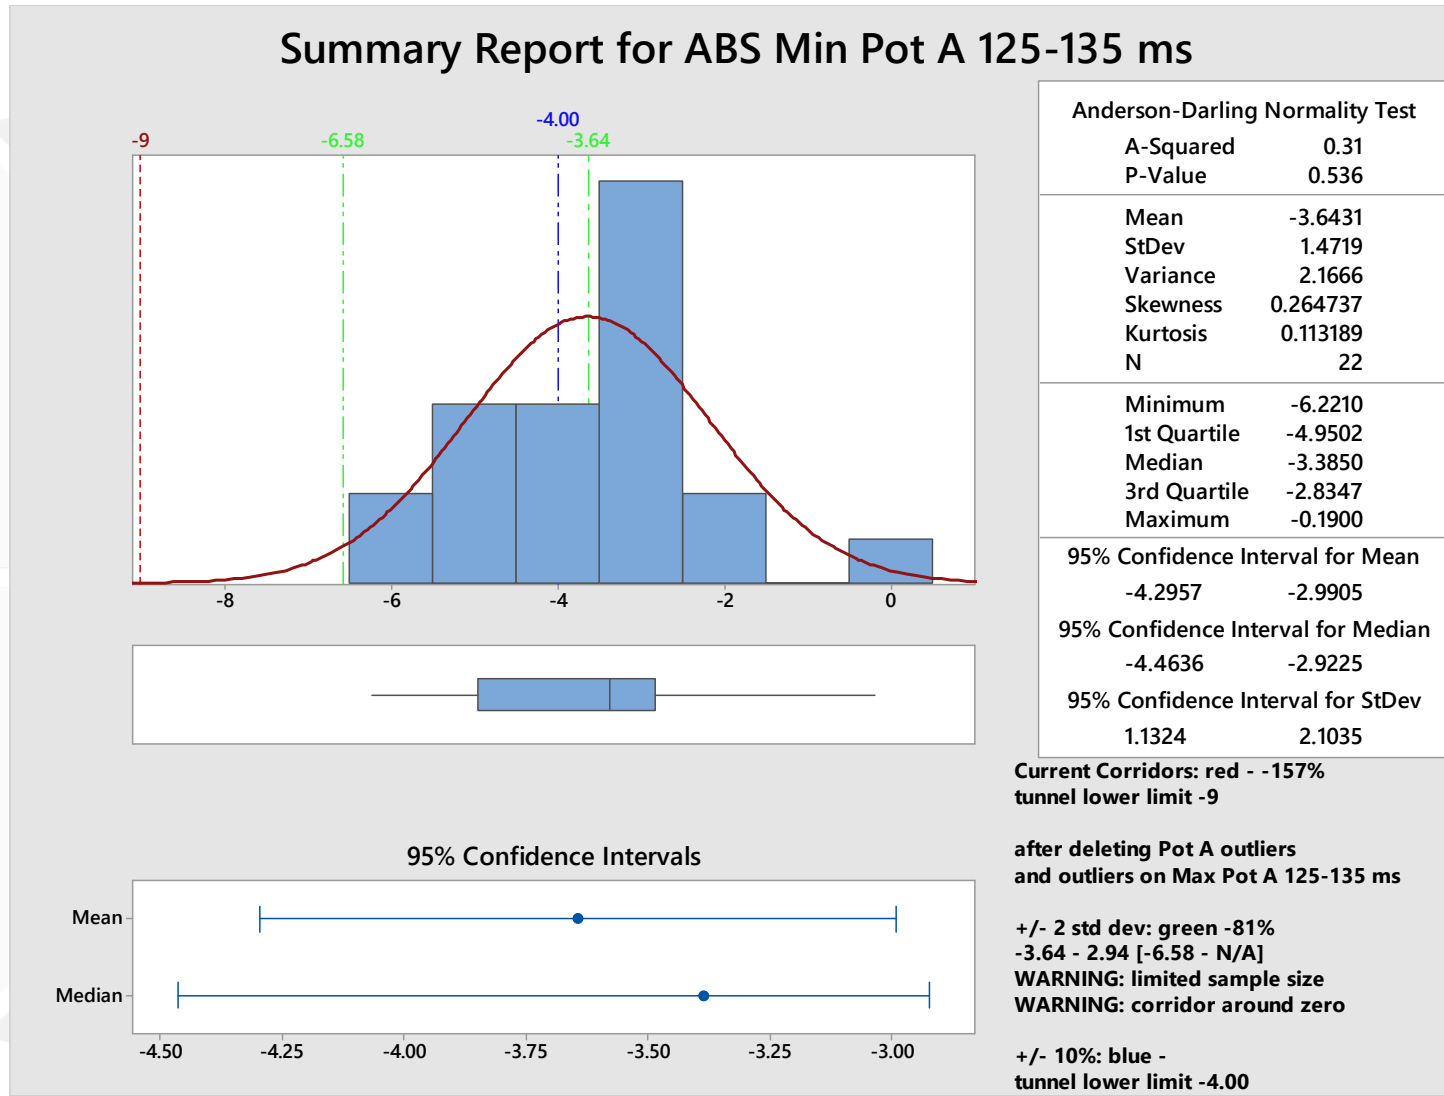 Summary Report for ABS Min Pot A 125-135 ms
-4.00
-9
-6.58
-3.64
-8
-6
-4
-2
0
Anderson-Darling Normality Test
A-Squared 0.31
P-Value 0.536
Mean -3.6431
StDev 1.4719
Variance 2.1666
Skewness 0.264737
Kurtosis 0.113189
N 22
Minimum -6.2210
1st Quartile -4.9502
Median -3.3850
3rd Quartile -2.8347
Maximum -0.1900
95% Confidence Interval for Mean
-4.2957 -2.9905
95% Confidence Interval for Median
-4.4636 -2.9225
95% Confidence Interval for StDev
1.1324 2.1035
Current Corridors: red - -157%
tunnel lower limit -9
after deleting Pot A outliers
and outliers on Max Pot A 125-135 ms
+/- 2 std dev: green -81%
-3.64 - 2.94 [-6.58 - N/A]
WARNING: limited sample size
WARNING: corridor around zero
+/- 10%: blue -
tunnel lower limit -4.00
95% Confidence Intervals
Mean
Median
-4.50
-4.25
-4.00
-3.75
-3.50
-3.25
-3.00